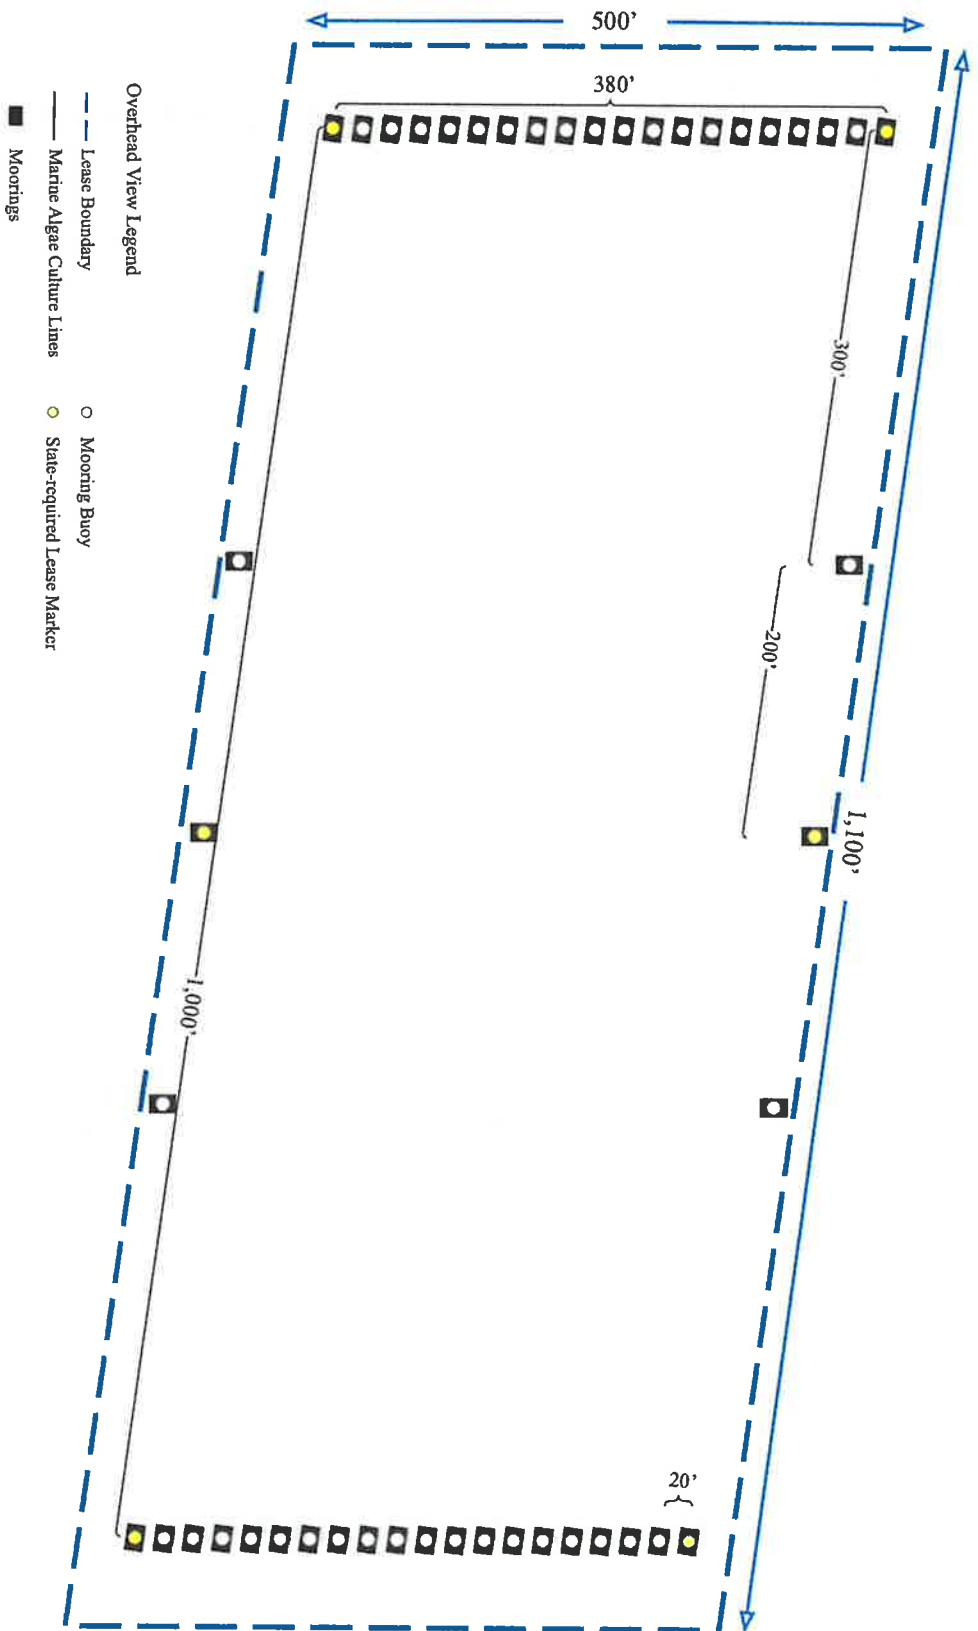 500’
380’
300’
200’
1,100’
1,000’
20’
Overhead View Legend
Lease Boundary
Marine Algae Culture Lines
Moorings
Mooring Buoy
State-required Lease Marker